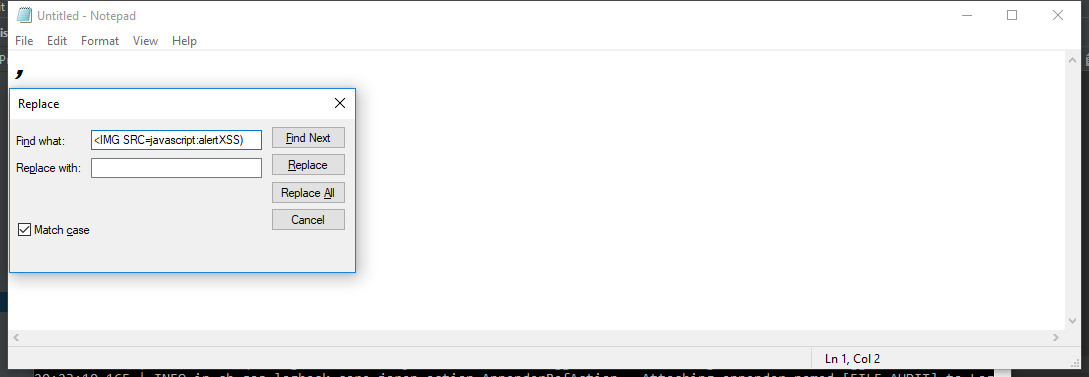 Untitled - Notepad
File Edit Format View Help
,
Replace
Find what: <IMG SRC=javascript:alertXSS) Find Next
Replace with: Replace
Replace All
Cancel
Match case
Ln 1, Col 2